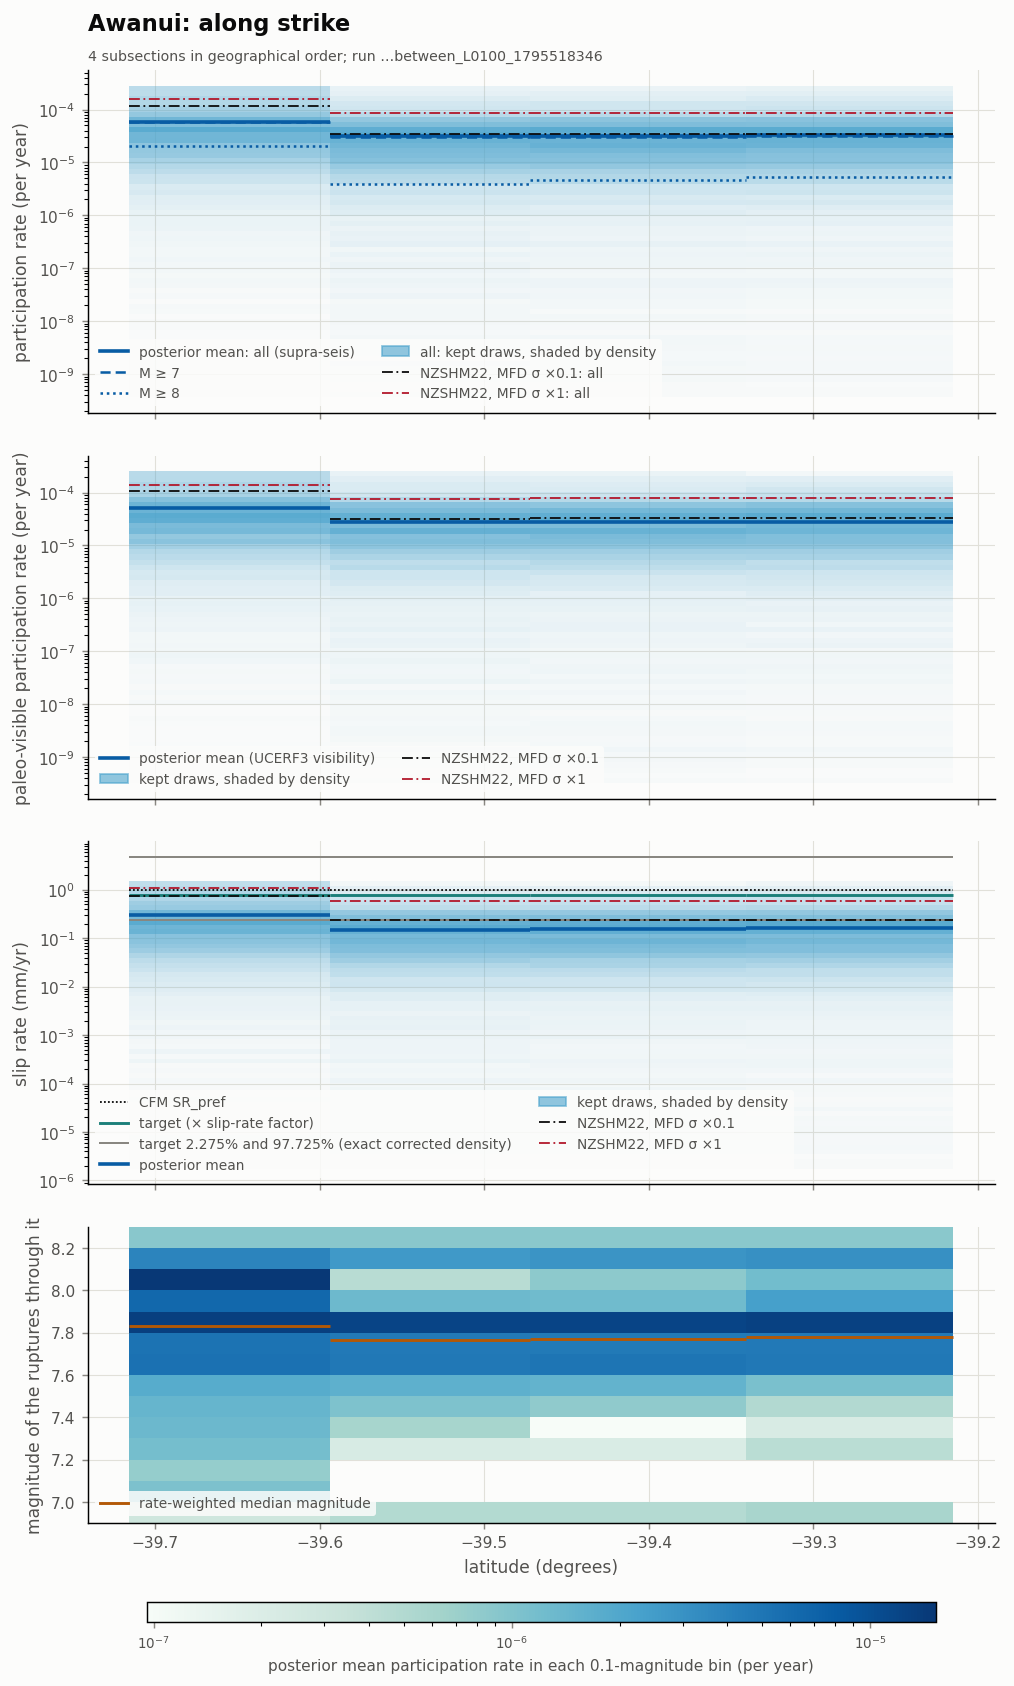 Awanui: along strike
4 subsections in geographical order; run ...between_L0100_1795518346
participation rate (per year)
10⁻⁴
10⁻⁵
10⁻⁶
10⁻⁷
10⁻⁸
10⁻⁹
posterior mean: all (supra-seis)
M ≥ 7
M ≥ 8
all: kept draws, shaded by density
NZSHM22, MFD σ ×0.1: all
NZSHM22, MFD σ ×1: all
paleo-visible participation rate (per year)
10⁻⁴
10⁻⁵
10⁻⁶
10⁻⁷
10⁻⁸
10⁻⁹
posterior mean (UCERF3 visibility)
kept draws, shaded by density
NZSHM22, MFD σ ×0.1
NZSHM22, MFD σ ×1
slip rate (mm/yr)
10⁰
10⁻¹
10⁻²
10⁻³
10⁻⁴
10⁻⁵
10⁻⁶
CFM SR_pref
target (× slip-rate factor)
target 2.275% and 97.725% (exact corrected density)
posterior mean
kept draws, shaded by density
NZSHM22, MFD σ ×0.1
NZSHM22, MFD σ ×1
magnitude of the ruptures through it
8.2
8.0
7.8
7.6
7.4
7.2
7.0
rate-weighted median magnitude
−39.7
−39.6
−39.5
−39.4
−39.3
−39.2
latitude (degrees)
10⁻⁷
10⁻⁶
10⁻⁵
posterior mean participation rate in each 0.1-magnitude bin (per year)